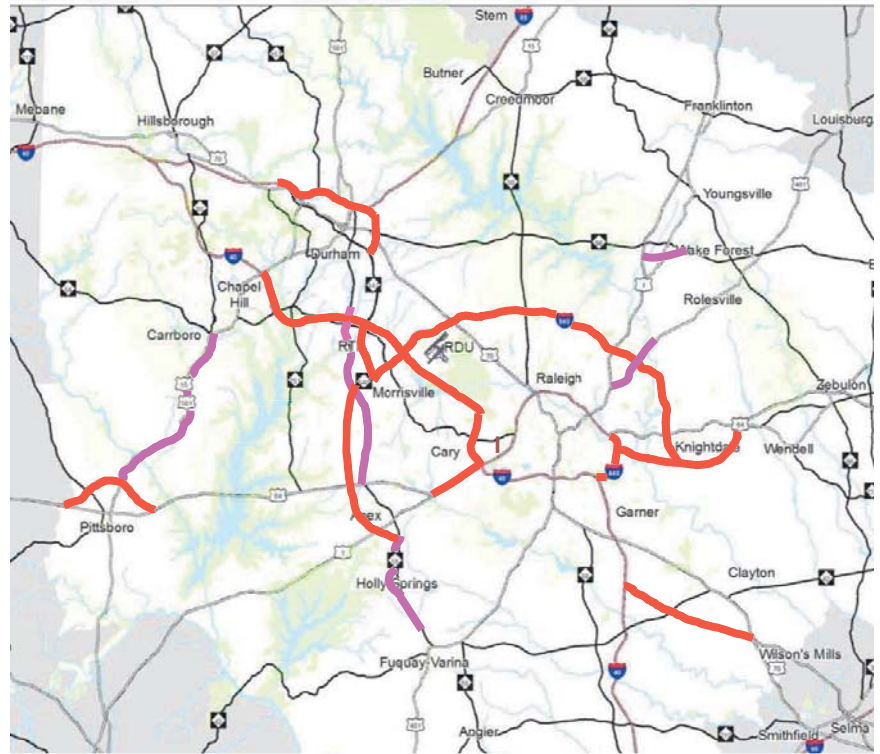 Stem
85
501
15
Butner
Creedmoor
Franklinton
Mebane
Hillsborough
Louisburg
40
70
401
Youngsville
Durham
Wake Forest
40
Chapel
Hill
1
Rolesville
540
Carrboro
RT
RDU
70
Raleigh
Morrisville
15
501
Zebulon
64
Cary
Knightdale
Wendell
40
440
64
Pittsboro
Apex
Garner
1
Holly Springs
Clayton
Fuquay-Varina
Wilson's Mills
40
70
401
Angier
Selma
Smithfield